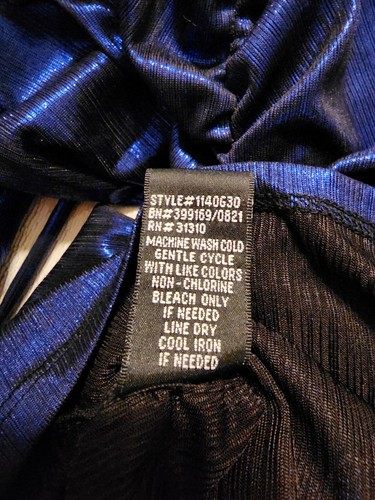 STYLE#1140G30
BN#399169/0821
RN#31310
MACHINE WASH COLD
GENTLE CYCLE
WITH LIKE COLORS
NON-CHLORINE
BLEACH ONLY
IF NEEDED
LINE DRY
COOL IRON
IF NEEDED